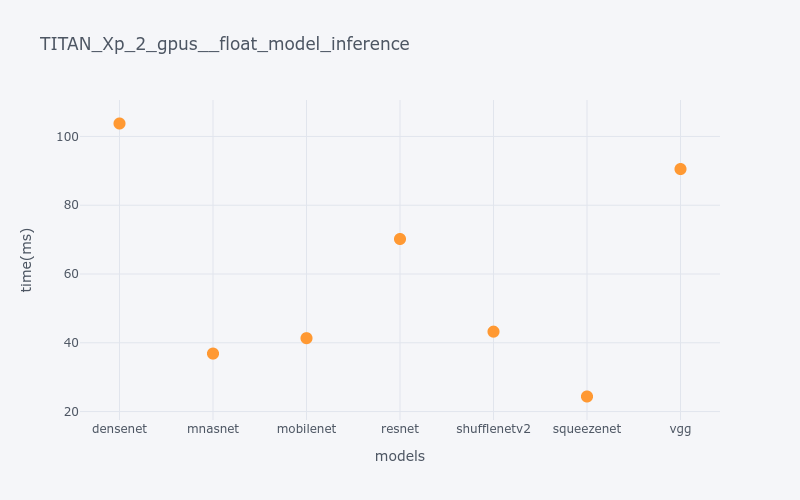 TITAN_Xp_2_gpus__float_model_inference
100
80
60
40
20
time(ms)
densenet mnasnet mobilenet resnet shufflenetv2 squeezenet vgg
models